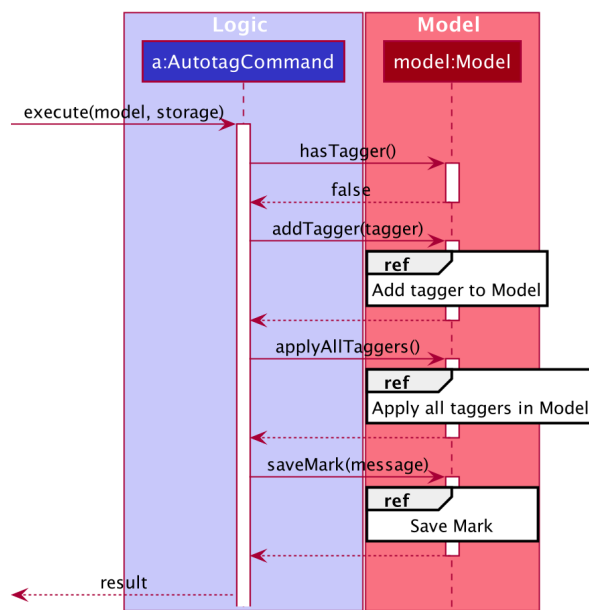 Logic
Model
a:AutotagCommand
model:Model
execute(model, storage)
hasTagger()
false
addTagger(tagger)
ref
Add tagger to Model
applyAllTaggers()
ref
Apply all taggers in Model
saveMark(message)
ref
Save Mark
result